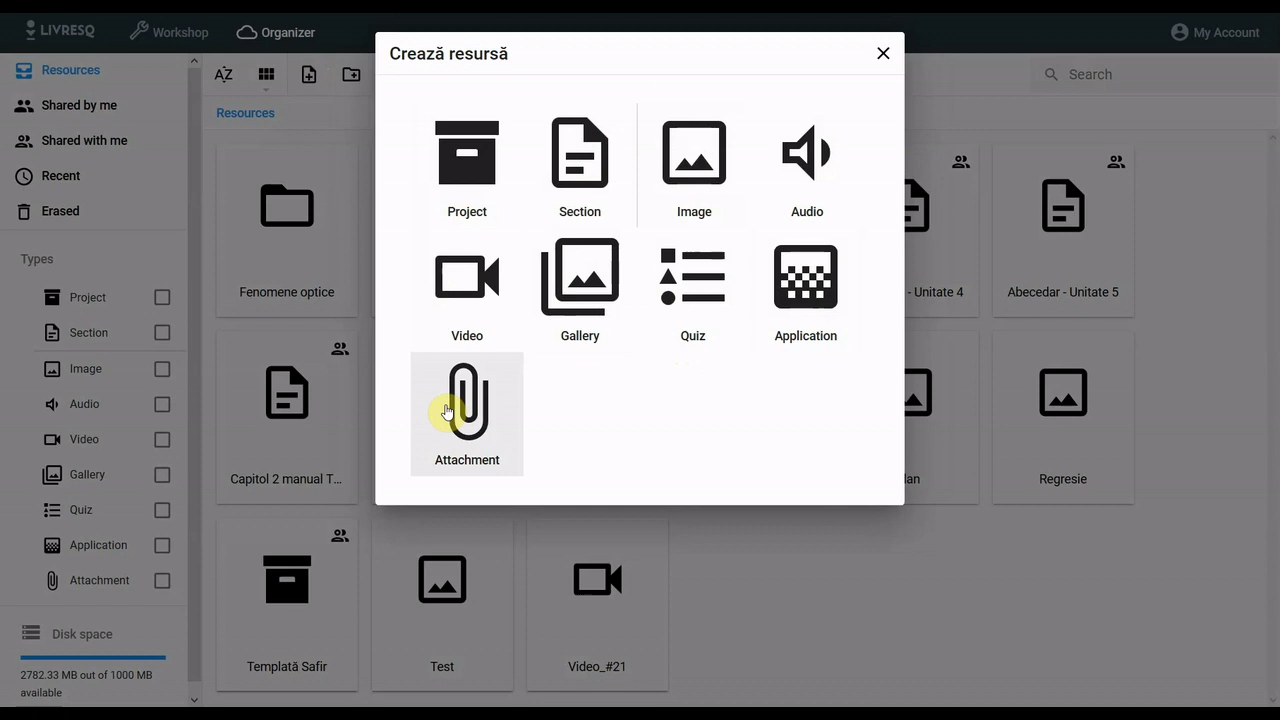 LIVRESQ
Workshop
Organizer
My Account
Resources
Shared by me
Shared with me
Recent
Erased
Types
Project
Section
Image
Audio
Video
Gallery
Quiz
Application
Attachment
Disk space
2782.33 MB out of 1000 MB
available
AZ
Search
Resources
Fenomene optice
- Unitate 4
Abecedar - Unitate 5
Capitol 2 manual T...
lan
Regresie
Templată Safir
Test
Video_#21
Crează resursă
Project
Section
Image
Audio
Video
Gallery
Quiz
Application
Attachment